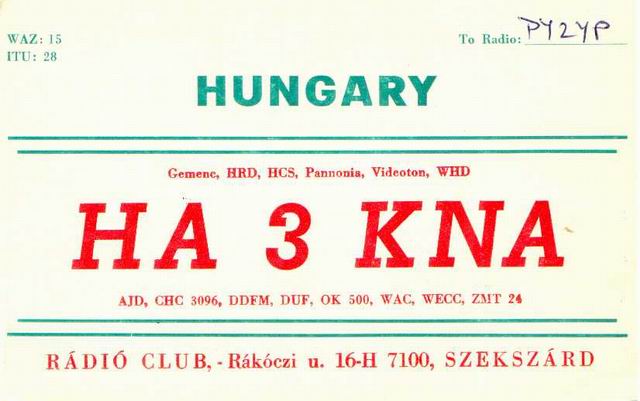 WAZ: 15
ITU: 28
To Radio: PY2YP
HUNGARY
Gemenc, HRD, HCS, Pannonia, Videoton, WHD
HA 3 KNA
AJD, CHC 3096, DDFM, DUF, OK 500, WAC, WECC, ZMT 24
RÁDIÓ CLUB, - Rákóczi u. 16-H 7100, SZEKSZÁRD